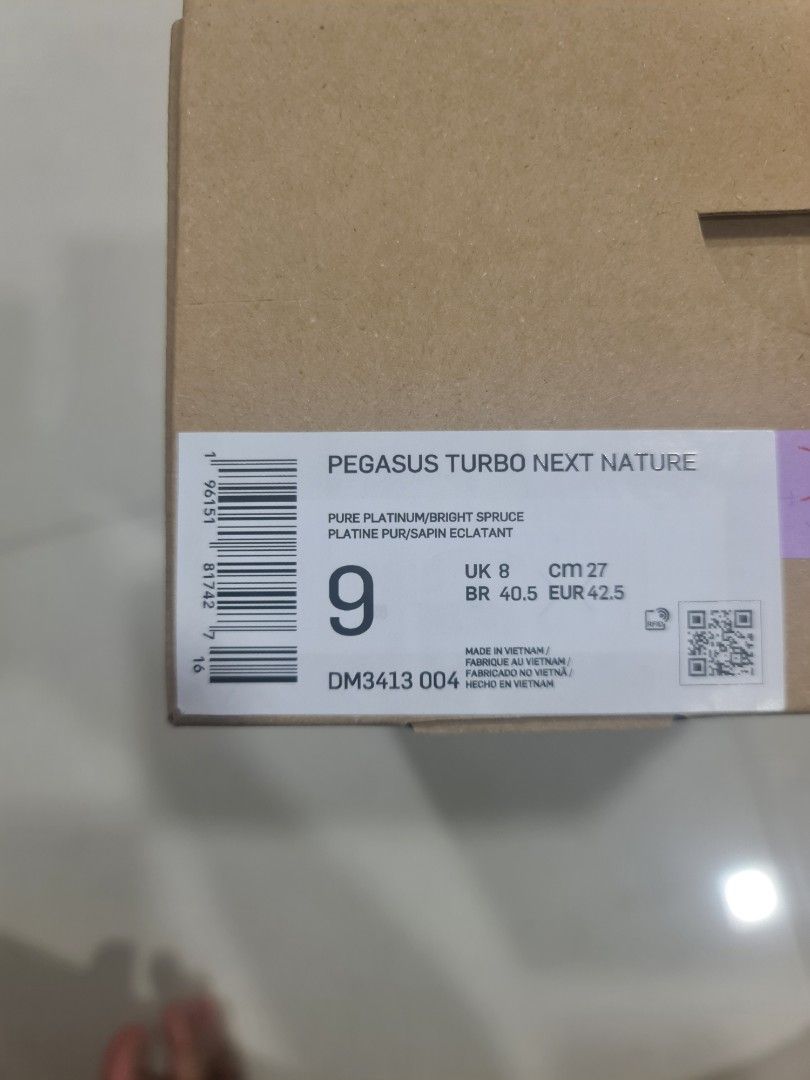 PEGASUS TURBO NEXT NATURE
PURE PLATINUM/BRIGHT SPRUCE
PLATINE PUR/SAPIN ECLATANT
9
UK 8 cm 27
BR 40.5 EUR 42.5
RFID
DM3413 004
MADE IN VIETNAM /
FABRIQUE AU VIETNAM /
FABRICADO NO VIETNÃ /
HECHO EN VIETNAM
1 96151 81742 7 16